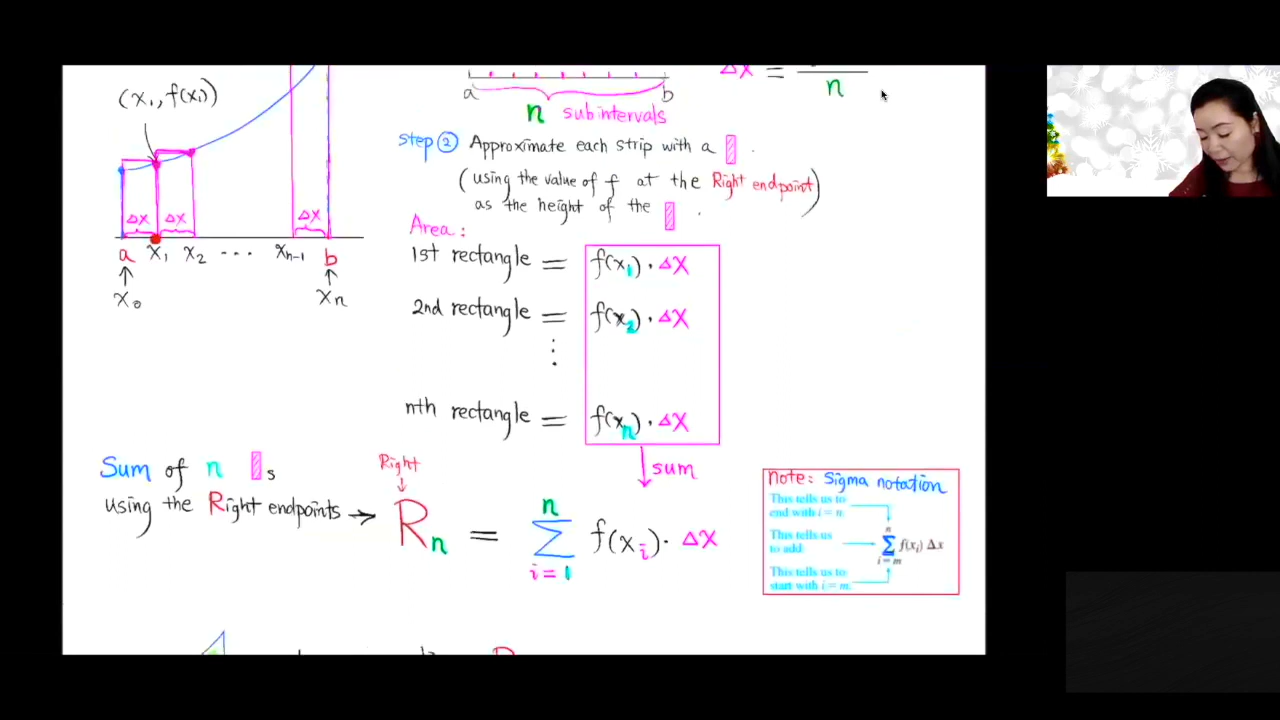 (x₁, f(x₁))
Δx Δx Δx
a x₁ x₂ ... xₙ₋₁ b
↑ ↑
x₀ xₙ
Δx = —
n
a b
n subintervals
step ② Approximate each strip with a ▯.
(using the value of f at the Right endpoint)
as the height of the ▯.
Area:
1st rectangle = f(x₁)·Δx
2nd rectangle = f(x₂)·Δx
⋮
nth rectangle = f(xₙ)·Δx
↓ sum
Sum of n ▯s
using the Right endpoints →
Right
↓
Rₙ = ∑ f(xᵢ)·Δx
n
i = 1
note: Sigma notation
This tells us to
end with i = n.
This tells us
to add.
This tells us to
start with i = m.
n
∑ f(xᵢ) Δx
i = m